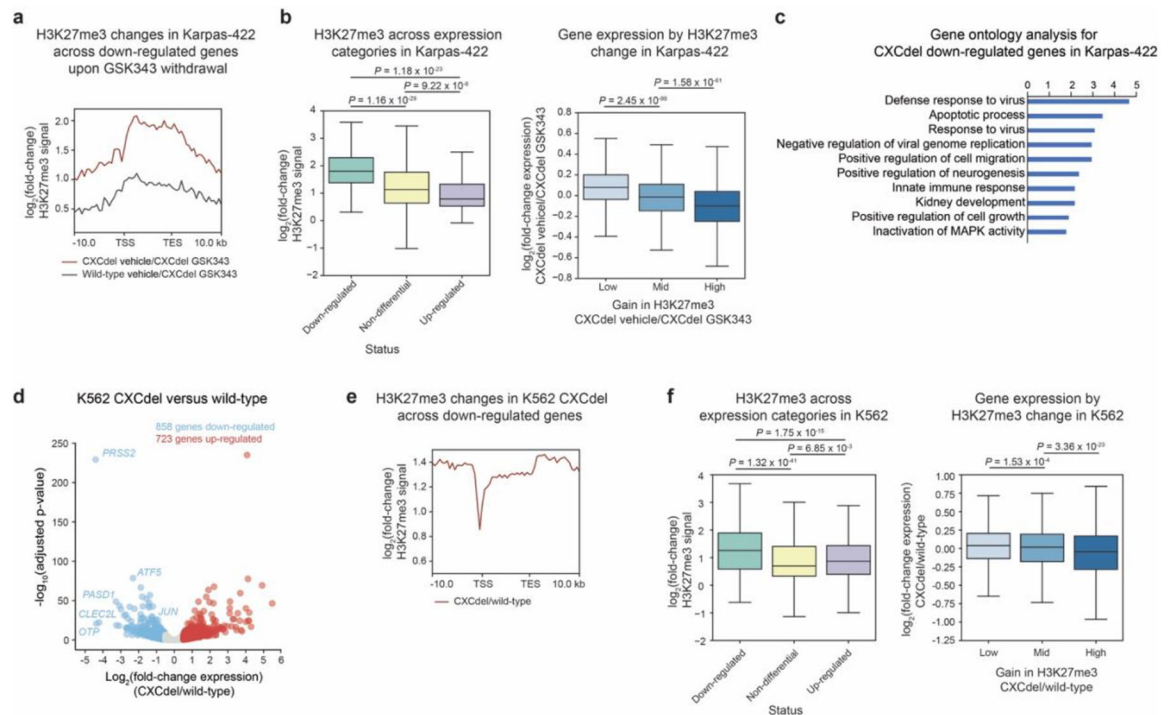 a
H3K27me3 changes in Karpas-422
across down-regulated genes
upon GSK343 withdrawal
log₂(fold-change)
H3K27me3 signal
2.0
1.5
1.0
0.5
-10.0 TSS TES 10.0 kb
CXCdel vehicle/CXCdel GSK343
Wild-type vehicle/CXCdel GSK343
b
H3K27me3 across expression
categories in Karpas-422
P = 1.18 x 10⁻²³
P = 9.22 x 10⁻⁶
P = 1.16 x 10⁻²⁹
log₂(fold-change)
H3K27me3 signal
4
3
2
1
0
−1
−2
Down-regulated
Non-differential
Up-regulated
Status
Gene expression by H3K27me3
change in Karpas-422
P = 1.58 x 10⁻⁶¹
P = 2.45 x 10⁻⁹⁹
log₂(fold-change expression)
CXCdel vehicel/CXCdel GSK343
0.8
0.6
0.4
0.2
0.0
−0.2
−0.4
−0.6
−0.8
Low Mid High
Gain in H3K27me3
CXCdel vehicle/CXCdel GSK343
c
Gene ontology analysis for
CXCdel down-regulated genes in Karpas-422
0 1 2 3 4 5
Defense response to virus
Apoptotic process
Response to virus
Negative regulation of viral genome replication
Positive regulation of cell migration
Positive regulation of neurogenesis
Innate immune response
Kidney development
Positive regulation of cell growth
Inactivation of MAPK activity
d
K562 CXCdel versus wild-type
858 genes down-regulated
723 genes up-regulated
-log₁₀(adjusted p-value)
250
200
150
100
50
0
PRSS2
ATF5
PASD1
JUN
CLEC2L
OTP
-5 -4 -3 -2 -1 0 1 2 3 4 5 6
Log₂(fold-change expression)
(CXCdel/wild-type)
e
H3K27me3 changes in K562 CXCdel
across down-regulated genes
log₂(fold-change)
H3K27me3 signal
1.4
1.2
1.0
0.8
0.6
-10.0 TSS TES 10.0 kb
CXCdel/wild-type
f
H3K27me3 across
expression categories in K562
P = 1.75 x 10⁻¹⁵
P = 6.85 x 10⁻³
P = 1.32 x 10⁻⁴¹
log₂(fold-change)
H3K27me3 signal
4
3
2
1
0
−1
2
Down-regulated
Non-differential
Up-regulated
Status
Gene expression by
H3K27me3 change in K562
P = 3.36 x 10⁻²³
P = 1.53 x 10⁻⁴
log₂(fold-change expression)
CXCdel/wild-type
1.00
0.75
0.50
0.25
0.00
−0.25
−0.50
−0.75
−1.00
−1.25
Low Mid High
Gain in H3K27me3
CXCdel/wild-type